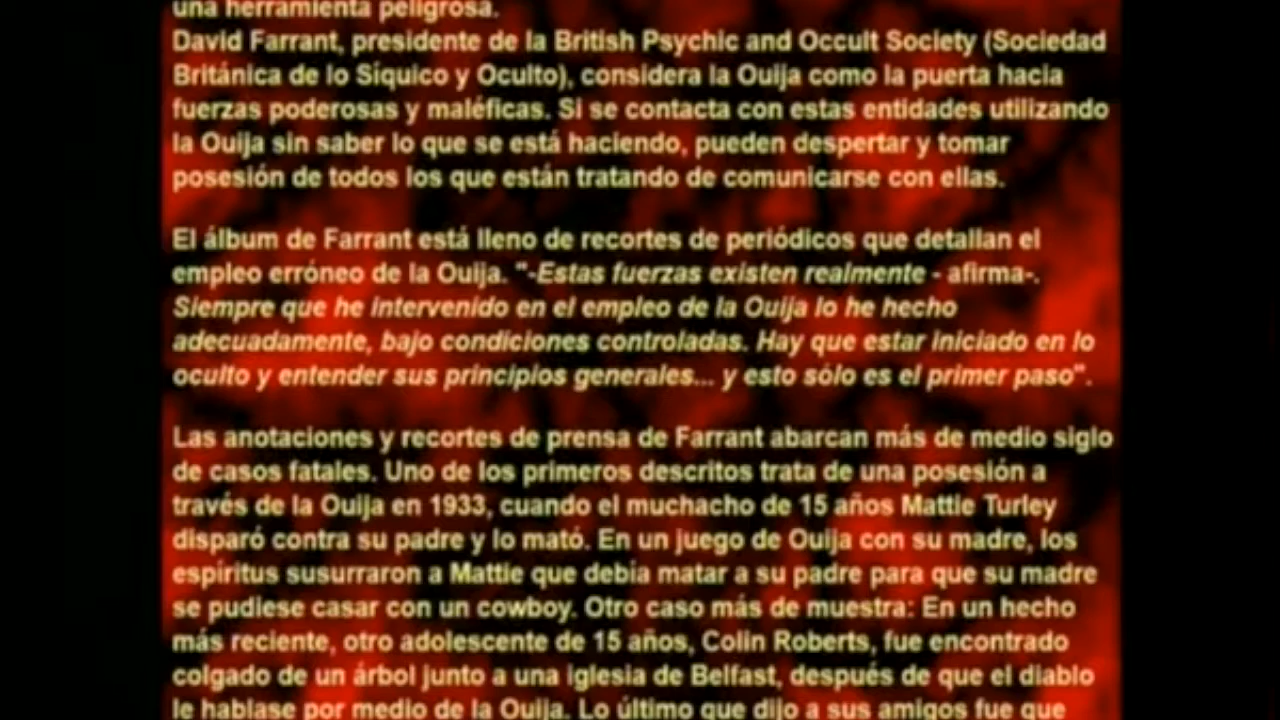 una herramienta peligrosa.
David Farrant, presidente de la British Psychic and Occult Society (Sociedad
Británica de lo Síquico y Oculto), considera la Ouija como la puerta hacia
fuerzas poderosas y maléficas. Si se contacta con estas entidades utilizando
la Ouija sin saber lo que se está haciendo, pueden despertar y tomar
posesión de todos los que están tratando de comunicarse con ellas.
El álbum de Farrant está lleno de recortes de periódicos que detallan el
empleo erróneo de la Ouija. "-Estas fuerzas existen realmente - afirma-.
Siempre que he intervenido en el empleo de la Ouija lo he hecho
adecuadamente, bajo condiciones controladas. Hay que estar iniciado en lo
oculto y entender sus principios generales... y esto sólo es el primer paso".
Las anotaciones y recortes de prensa de Farrant abarcan más de medio siglo
de casos fatales. Uno de los primeros descritos trata de una posesión a
través de la Ouija en 1933, cuando el muchacho de 15 años Mattie Turley
disparó contra su padre y lo mató. En un juego de Ouija con su madre, los
espíritus susurraron a Mattie que debía matar a su padre para que su madre
se pudiese casar con un cowboy. Otro caso más de muestra: En un hecho
más reciente, otro adolescente de 15 años, Colin Roberts, fue encontrado
colgado de un árbol junto a una iglesia de Belfast, después de que el diablo
le hablase por medio de la Ouija. Lo último que dijo a sus amigos fue que